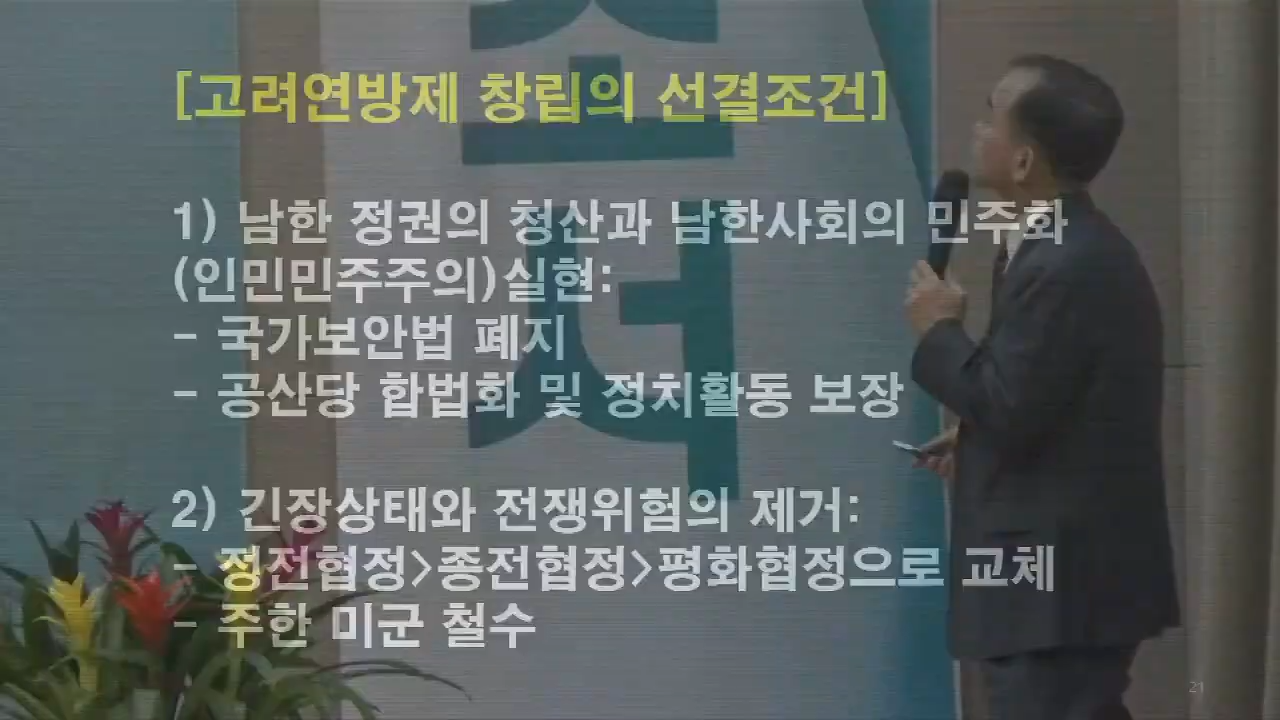 [고려연방제 창립의 선결조건]
1) 남한 정권의 청산과 남한사회의 민주화
(인민민주주의)실현:
- 국가보안법 폐지
- 공산당 합법화 및 정치활동 보장
2) 긴장상태와 전쟁위험의 제거:
- 정전협정>종전협정>평화협정으로 교체
- 주한 미군 철수
21